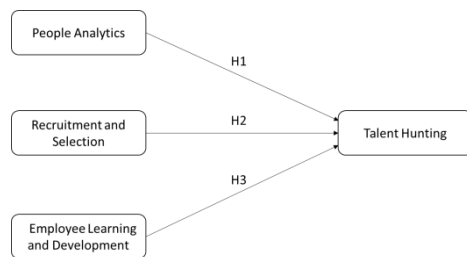 People Analytics
H1
Recruitment and
Selection
H2
Talent Hunting
H3
Employee Learning
and Development